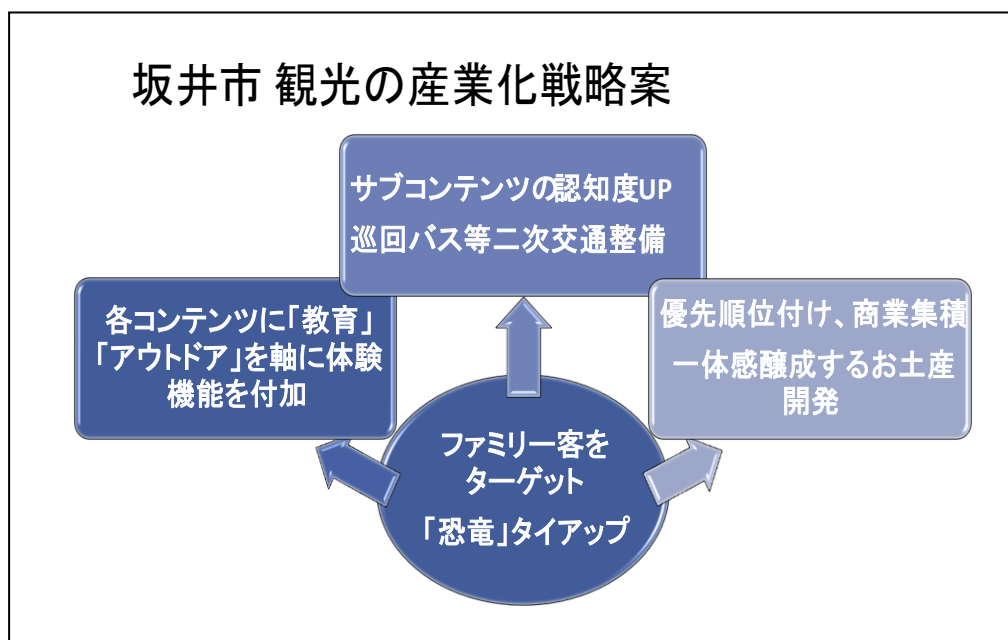 坂井市 観光の産業化戦略案
サブコンテンツの認知度UP
巡回バス等二次交通整備
各コンテンツに「教育」
「アウトドア」を軸に体験
機能を付加
優先順位付け、商業集積
一体感醸成するお土産
開発
ファミリー客を
ターゲット
「恐竜」タイアップ